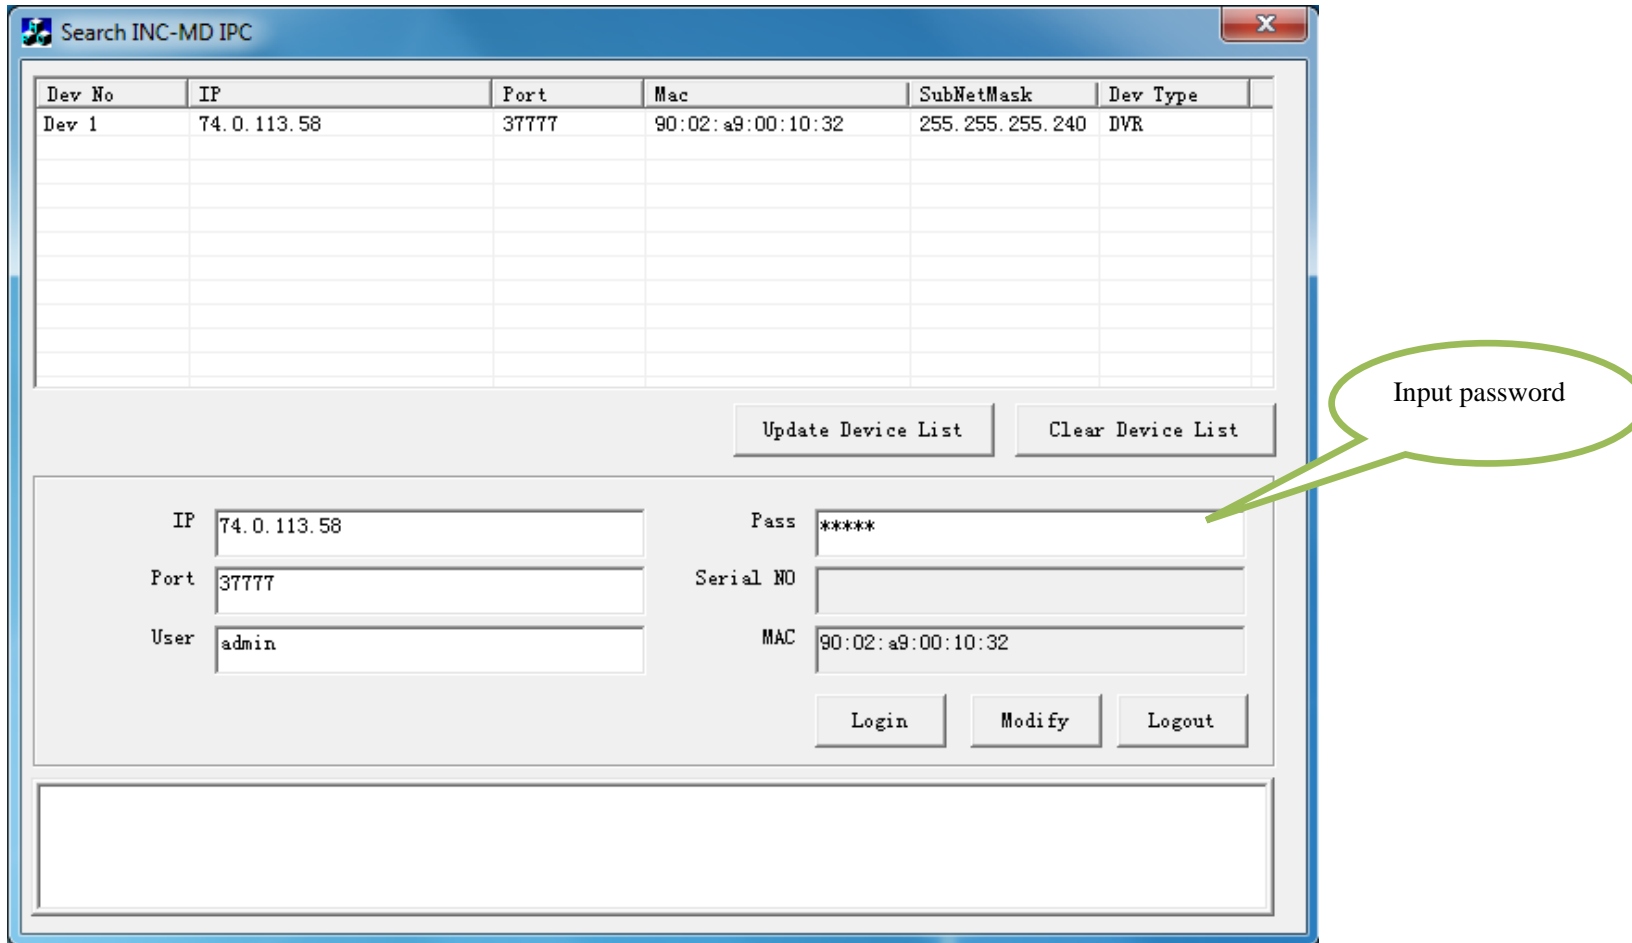 Search INC-MD IPC
X
Dev No IP Port Mac SubNetMask Dev Type
Dev 1 74.0.113.58 37777 90:02:a9:00:10:32 255.255.255.240 DVR
Input password
Update Device List Clear Device List
IP 74.0.113.58 Pass *****
Port 37777 Serial NO
User admin MAC 90:02:a9:00:10:32
Login Modify Logout